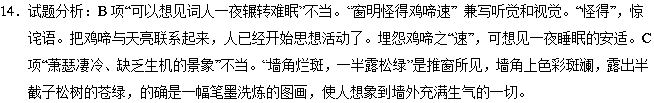 14．试题分析：B 项“可以想见词人一夜辗转难眠”不当。“窗明怪得鸡啼速” 兼写听觉和视觉。“怪得”，惊
诧语。把鸡啼与天亮联系起来，人已经开始思想活动了。埋怨鸡啼之“速”，可想见一夜睡眠的安适。C
项“萧瑟凄冷、缺乏生机的景象”不当。“墙角烂斑，一半露松绿”是推窗所见，墙角上色彩斑斓，露出半
截子松树的苍绿，的确是一幅笔墨洗炼的图画，使人想象到墙外充满生气的一切。